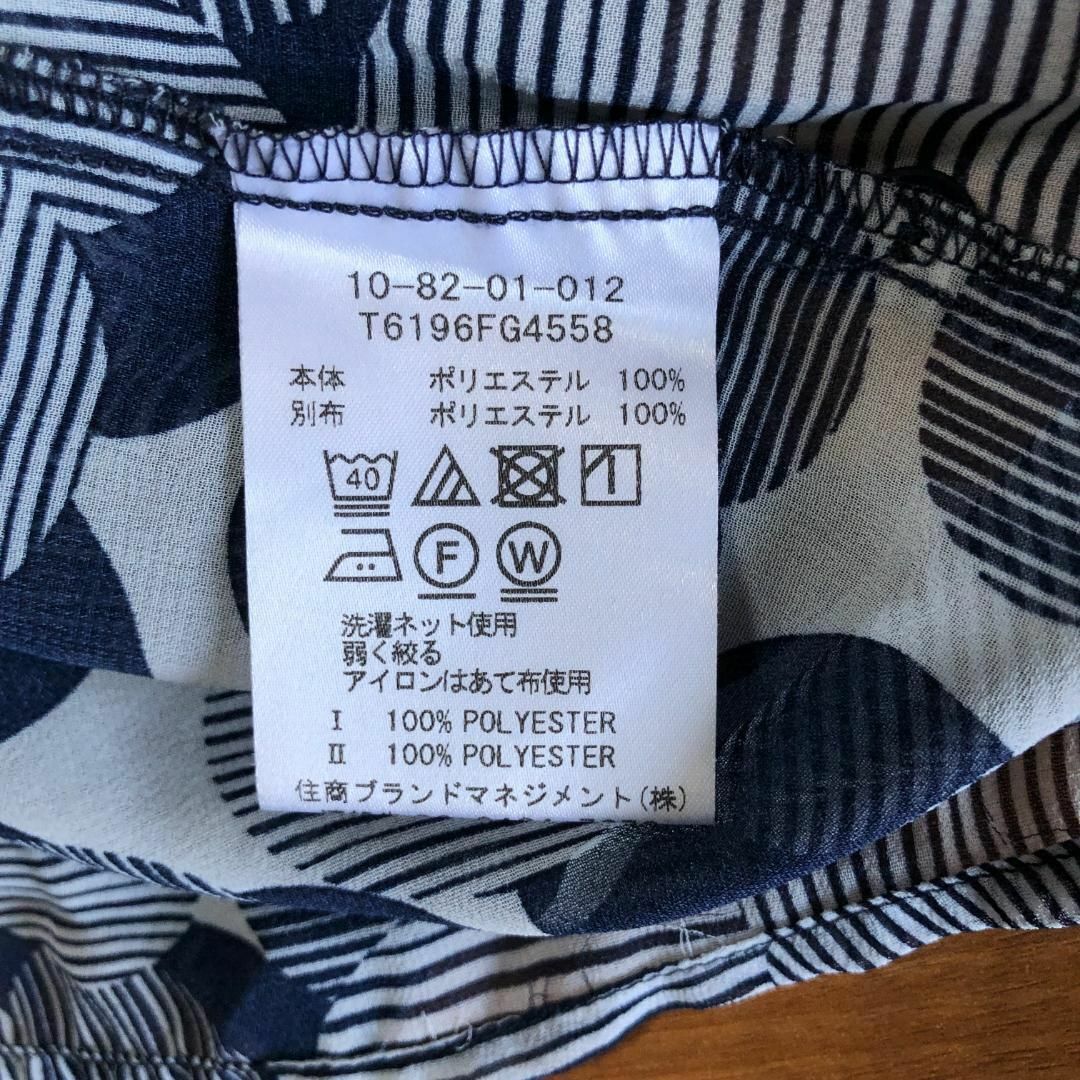 10-82-01-012
T6196FG4558
本体 ポリエステル 100%
別布 ポリエステル 100%
40
F W
洗濯ネット使用
弱く絞る
アイロンはあて布使用
Ⅰ 100% POLYESTER
Ⅱ 100% POLYESTER
住商ブランドマネジメント(株)